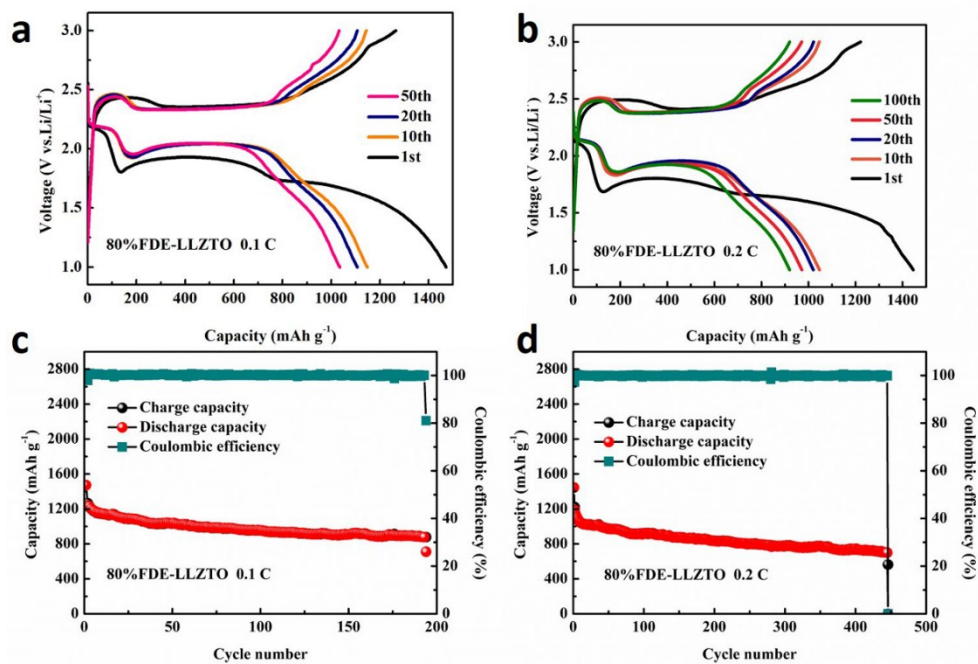 a
3.0
2.5
2.0
1.5
1.0
Voltage (V vs.Li/Li⁺)
50th
20th
10th
1st
80%FDE-LLZTO 0.1 C
0 200 400 600 800 1000 1200 1400
Capacity (mAh g⁻¹)
b
3.0
2.5
2.0
1.5
1.0
Voltage (V vs.Li/Li⁺)
100th
50th
20th
10th
1st
80%FDE-LLZTO 0.2 C
0 200 400 600 800 1000 1200 1400
Capacity (mAh g⁻¹)
c
2800
2400
2000
1600
1200
800
400
0
Capacity (mAh g⁻¹)
Charge capacity
Discharge capacity
Coulombic efficiency
80%FDE-LLZTO 0.1 C
100
80
60
40
20
0
Coulombic efficiency (%)
0 50 100 150 200
Cycle number
d
2800
2400
2000
1600
1200
800
400
0
Capacity (mAh g⁻¹)
Charge capacity
Discharge capacity
Coulombic efficiency
80%FDE-LLZTO 0.2 C
100
80
60
40
20
0
Coulombic efficiency (%)
0 100 200 300 400 500
Cycle number